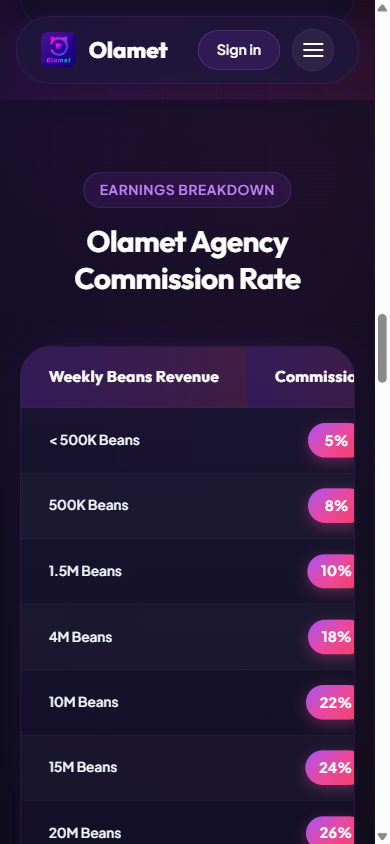 Olamet
Olamet
Sign in
EARNINGS BREAKDOWN
Olamet Agency
Commission Rate
Weekly Beans Revenue Commissio
< 500K Beans 5%
500K Beans 8%
1.5M Beans 10%
4M Beans 18%
10M Beans 22%
15M Beans 24%
20M Beans 26%